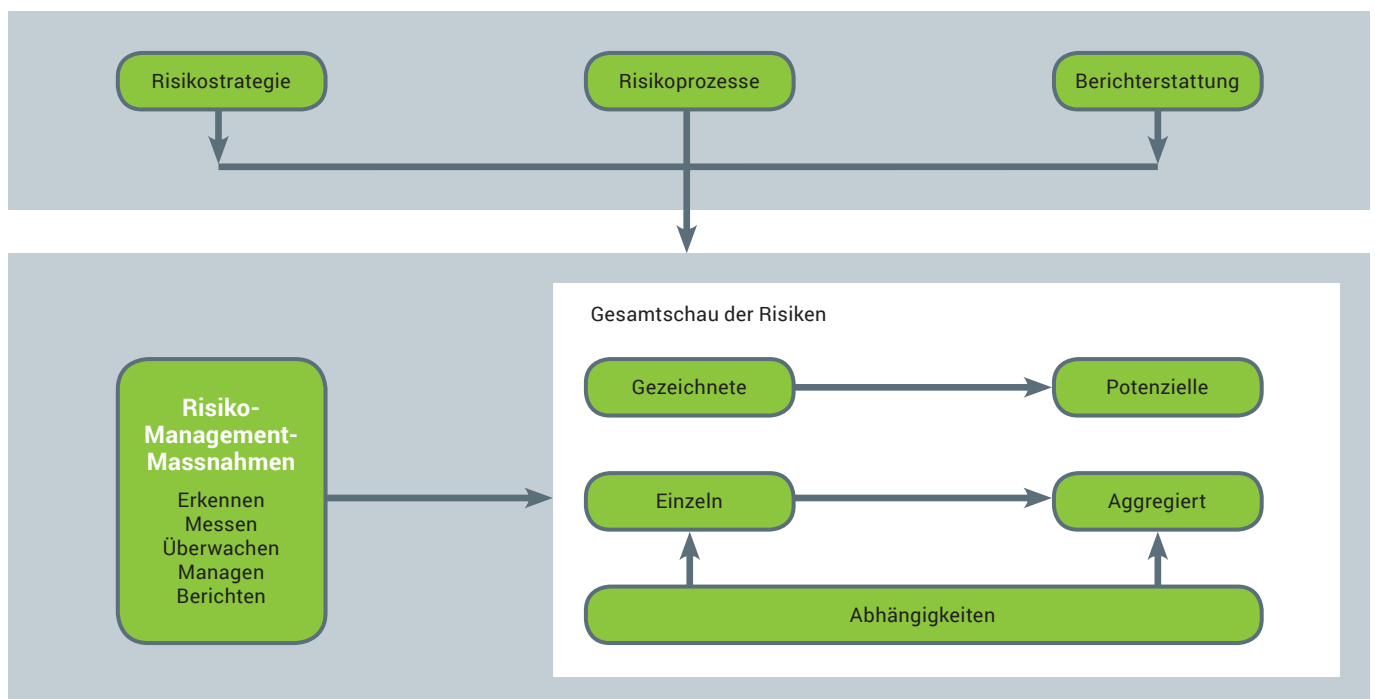 Risikostrategie
Risikoprozesse
Berichterstattung
Gesamtschau der Risiken
Risiko-
Management-
Massnahmen
Erkennen
Messen
Überwachen
Managen
Berichten
Gezeichnete
Potenzielle
Einzeln
Aggregiert
Abhängigkeiten